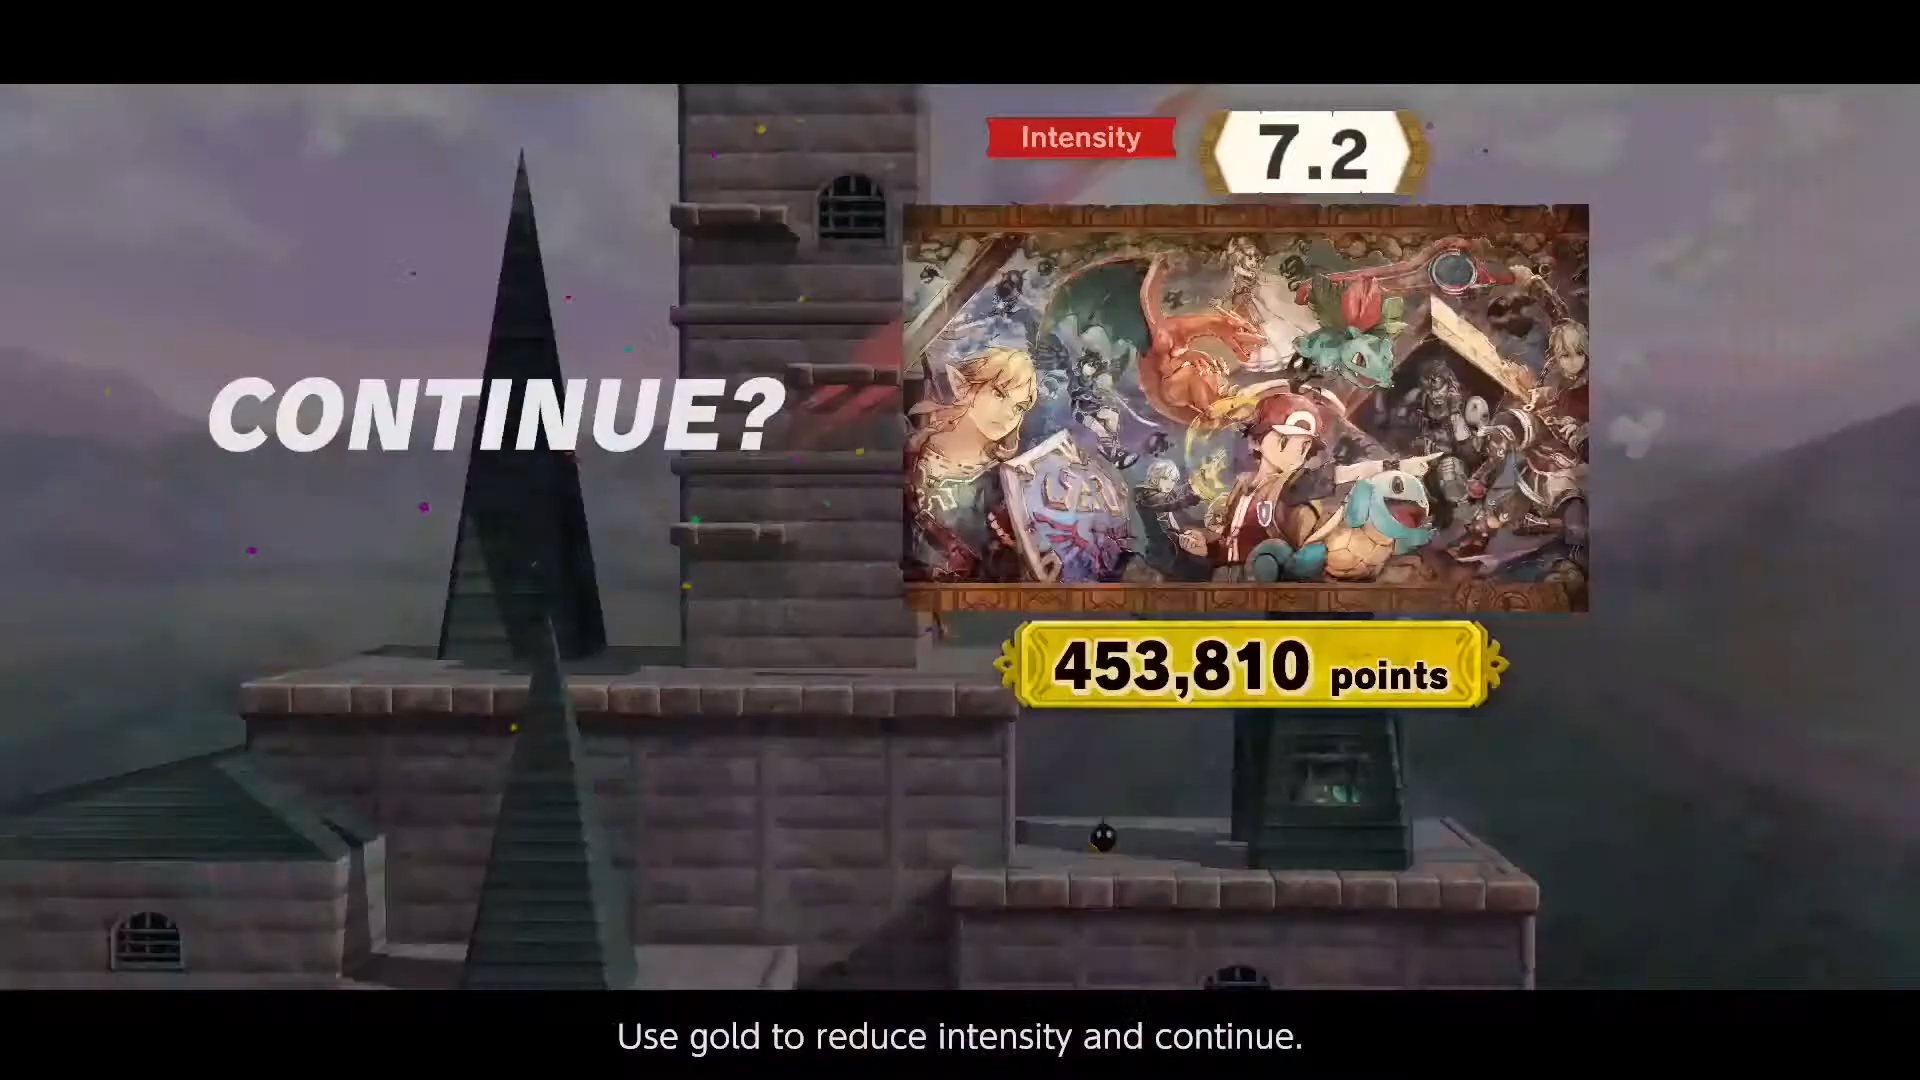 Intensity
7.2
CONTINUE?
453,810 points
Use gold to reduce intensity and continue.